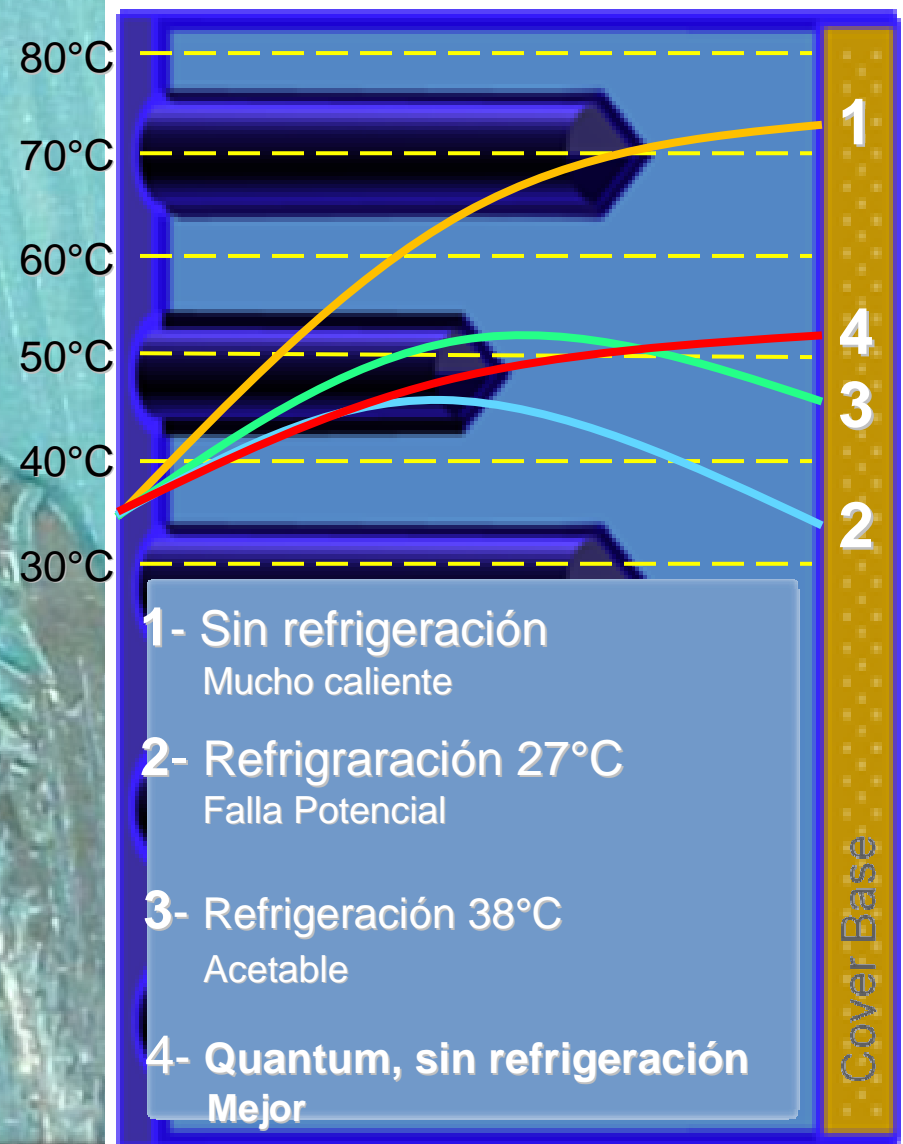 80°C
70°C
60°C
50°C
40°C
30°C
1
4
3
2
1- Sin refrigeración
Mucho caliente
2- Refrigraración 27°C
Falla Potencial
3- Refrigeración 38°C
Acetable
4- Quantum, sin refrigeración
Mejor
Cover Base